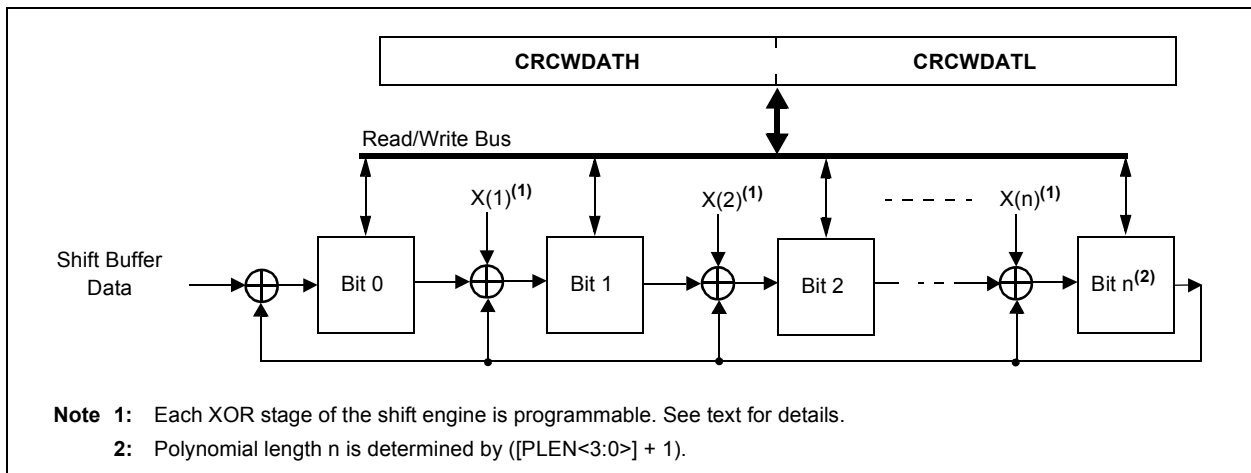 CRCWDATH CRCWDATL
Read/Write Bus
X(1)(1) X(2)(1) X(n)(1)
Shift Buffer
Data
Bit 0 Bit 1 Bit 2 Bit n(2)
Note 1: Each XOR stage of the shift engine is programmable. See text for details.
2: Polynomial length n is determined by ([PLEN<3:0>] + 1).